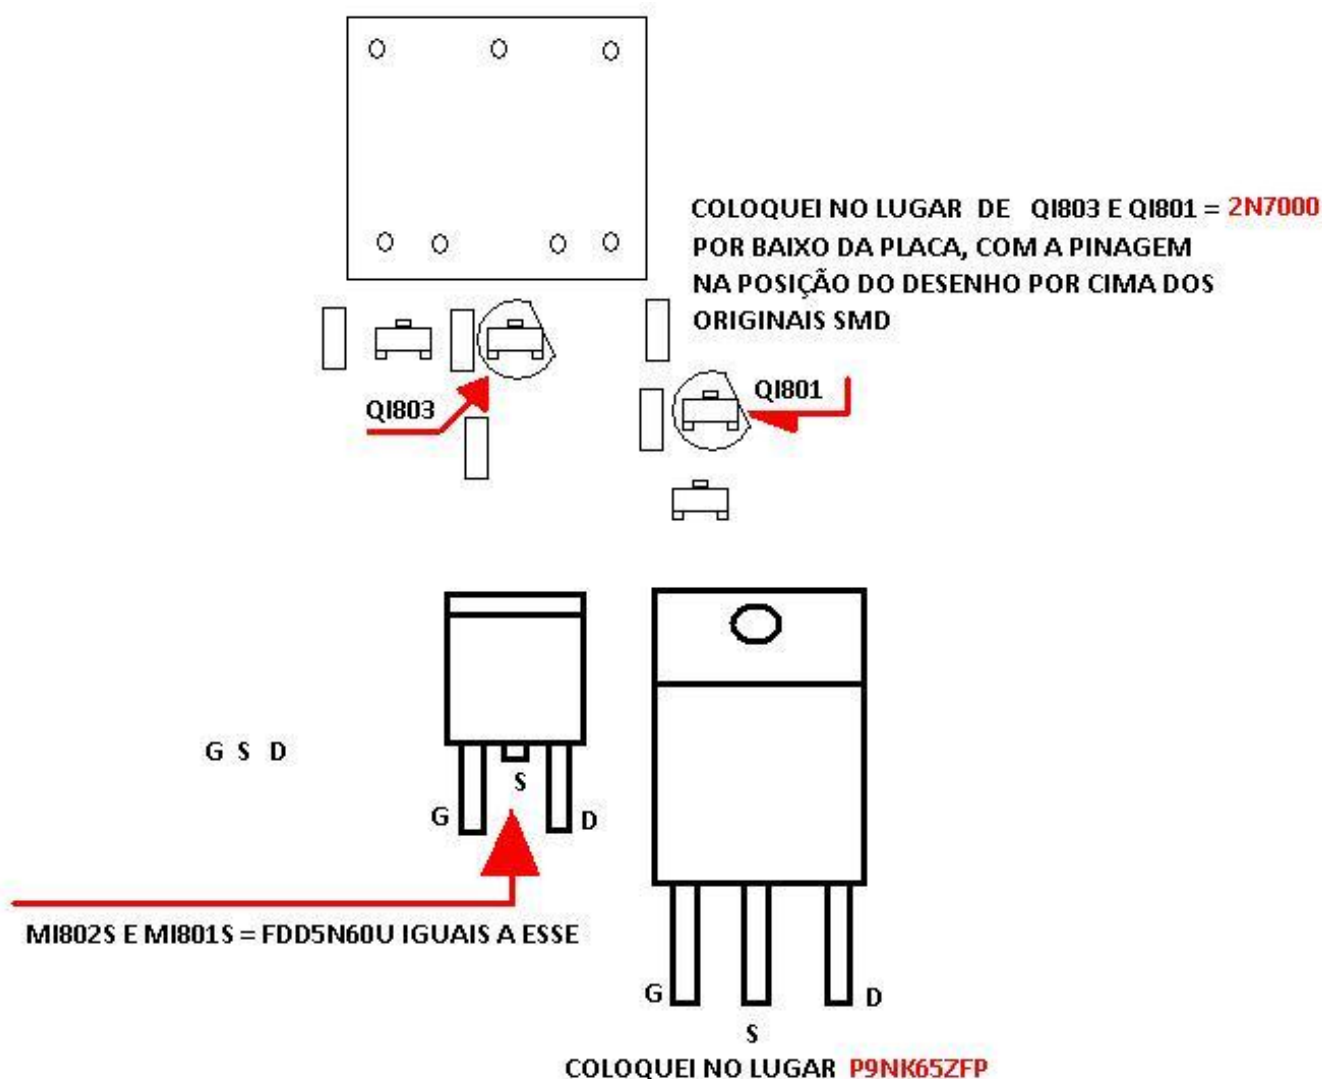 COLOQUEI NO LUGAR DE QI803 E QI801 = 2N7000
POR BAIXO DA PLACA, COM A PINAGEM
NA POSIÇÃO DO DESENHO POR CIMA DOS
ORIGINAIS SMD
QI801
QI803
G S D
S
G
D
MI802S E MI801S = FDD5N60U IGUAIS A ESSE
G
D
S
COLOQUEI NO LUGAR P9NK65ZFP